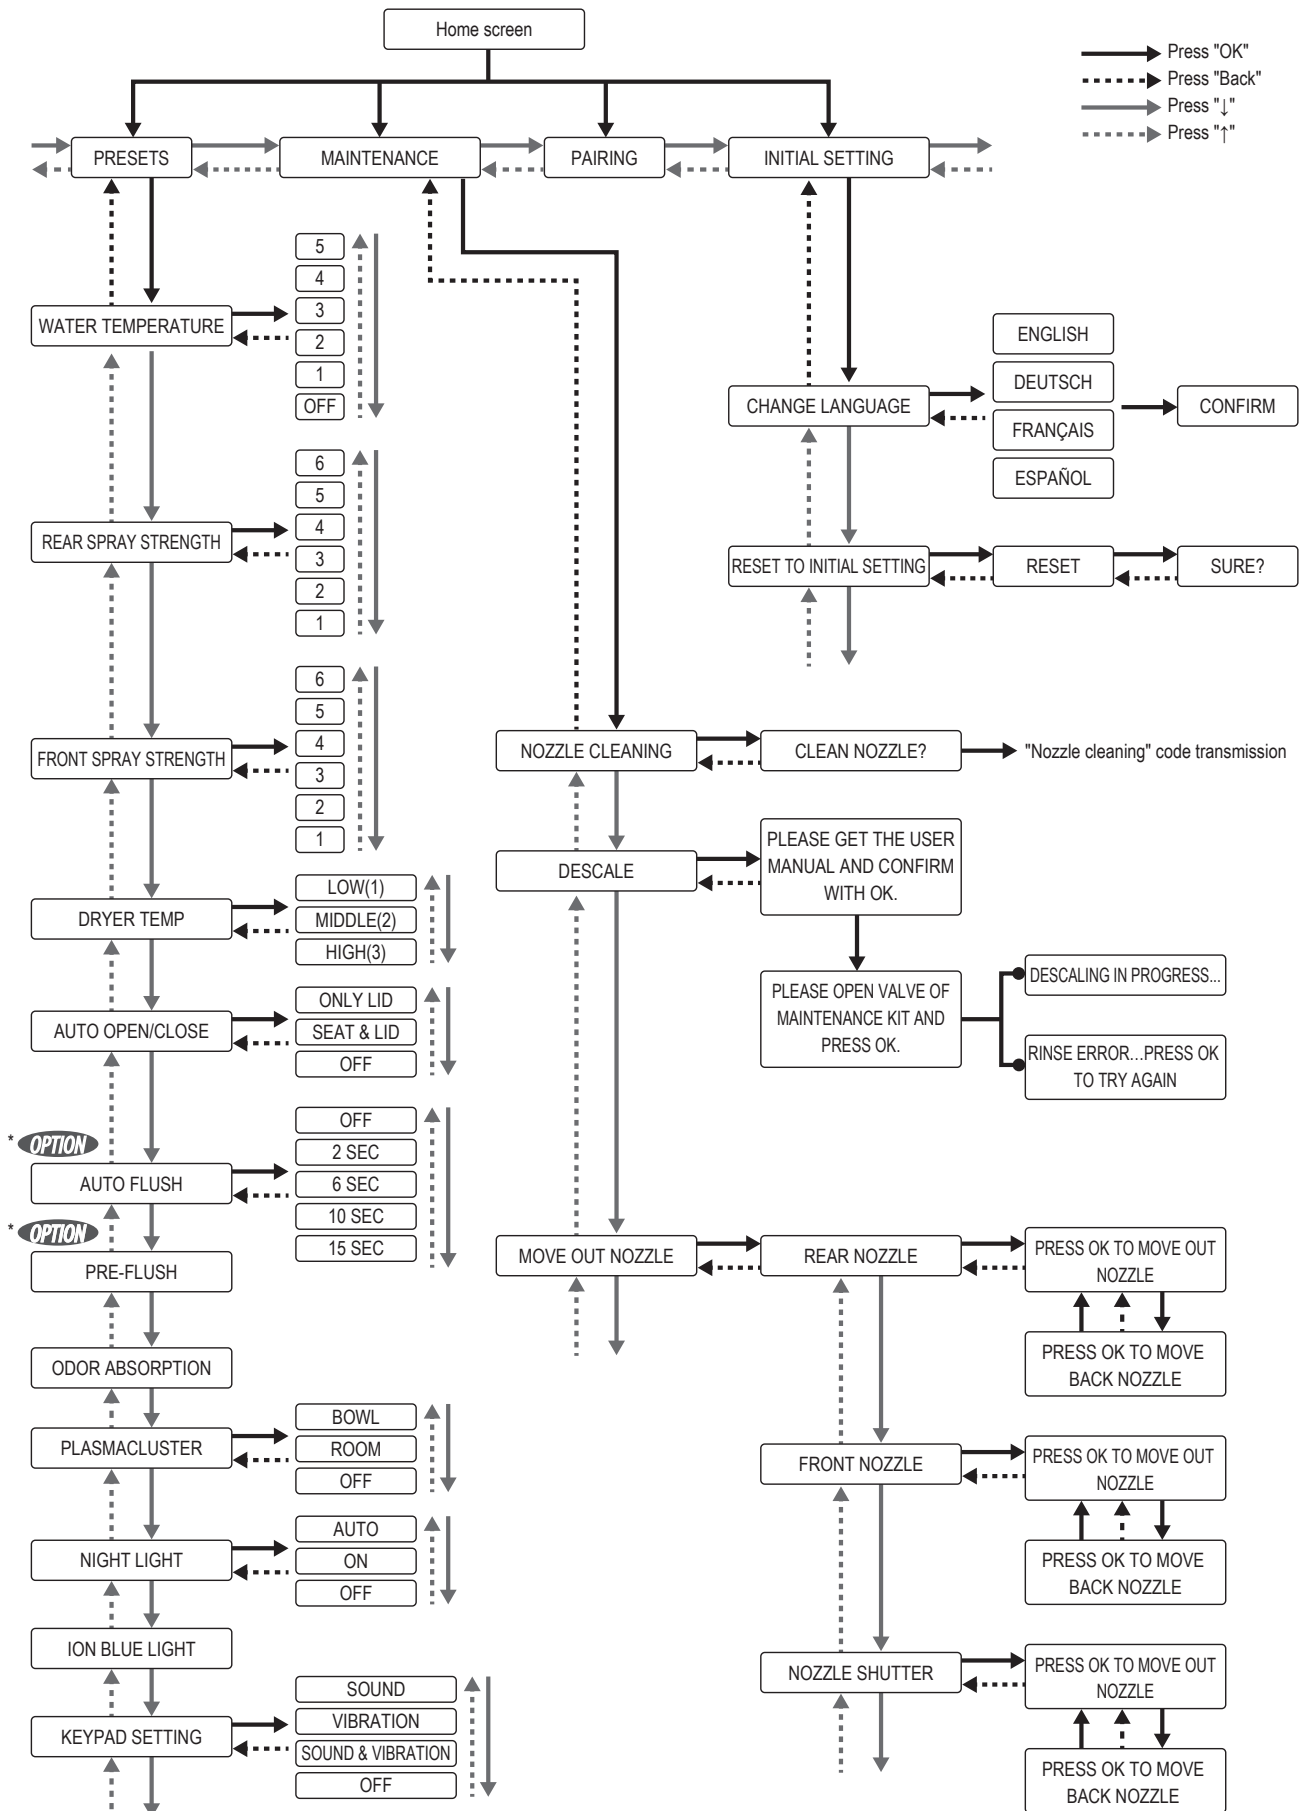 Home screen
Press "OK"
Press "Back"
Press "↓"
Press "↑"
PRESETS
MAINTENANCE
PAIRING
INITIAL SETTING
WATER TEMPERATURE
5
4
3
2
1
OFF
REAR SPRAY STRENGTH
6
5
4
3
2
1
FRONT SPRAY STRENGTH
6
5
4
3
2
1
DRYER TEMP
LOW(1)
MIDDLE(2)
HIGH(3)
AUTO OPEN/CLOSE
ONLY LID
SEAT & LID
OFF
* OPTION
AUTO FLUSH
OFF
2 SEC
6 SEC
10 SEC
15 SEC
* OPTION
PRE-FLUSH
ODOR ABSORPTION
PLASMACLUSTER
BOWL
ROOM
OFF
NIGHT LIGHT
AUTO
ON
OFF
ION BLUE LIGHT
KEYPAD SETTING
SOUND
VIBRATION
SOUND & VIBRATION
OFF
NOZZLE CLEANING
CLEAN NOZZLE?
"Nozzle cleaning" code transmission
DESCALE
PLEASE GET THE USER
MANUAL AND CONFIRM
WITH OK.
PLEASE OPEN VALVE OF
MAINTENANCE KIT AND
PRESS OK.
DESCALING IN PROGRESS...
RINSE ERROR...PRESS OK
TO TRY AGAIN
MOVE OUT NOZZLE
REAR NOZZLE
PRESS OK TO MOVE OUT
NOZZLE
PRESS OK TO MOVE
BACK NOZZLE
FRONT NOZZLE
PRESS OK TO MOVE OUT
NOZZLE
PRESS OK TO MOVE
BACK NOZZLE
NOZZLE SHUTTER
PRESS OK TO MOVE OUT
NOZZLE
PRESS OK TO MOVE
BACK NOZZLE
CHANGE LANGUAGE
ENGLISH
DEUTSCH
FRANÇAIS
ESPAÑOL
CONFIRM
RESET TO INITIAL SETTING
RESET
SURE?